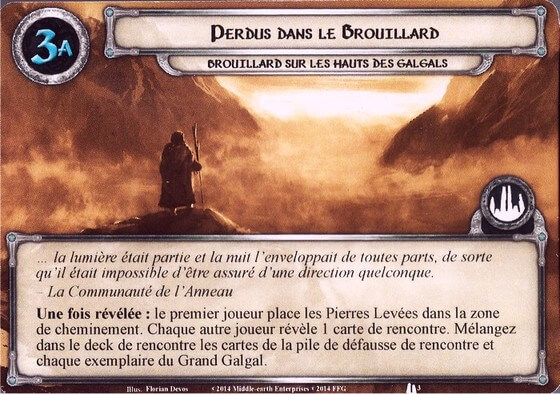 3A
PERDUS DANS LE BROUILLARD
BROUILLARD SUR LES HAUTS DES GALGALS
... la lumière était partie et la nuit l'enveloppait de toutes parts, de sorte
qu'il était impossible d'être assuré d'une direction quelconque.
– La Communauté de l'Anneau
Une fois révélée : le premier joueur place les Pierres Levées dans la zone
de cheminement. Chaque autre joueur révèle 1 carte de rencontre. Mélangez
dans le deck de rencontre les cartes de la pile de défausse de rencontre et
chaque exemplaire du Grand Galgal.
Illus. Florian Devos © 2014 Middle-earth Enterprises © 2014 FFG 3